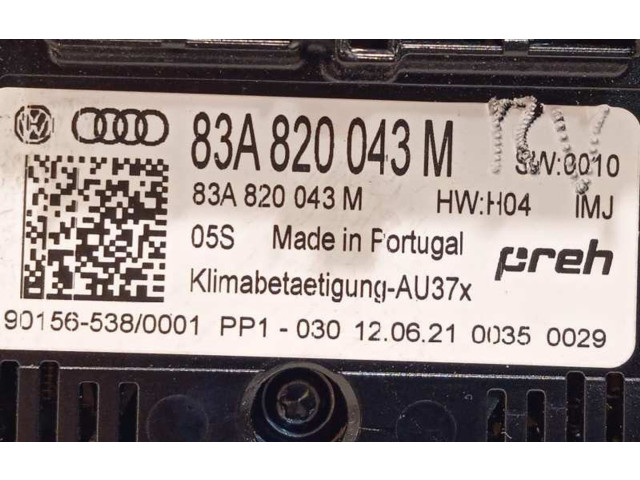 83A 820 043 M
SW:0010
83A 820 043 M HW:H04 IMJ
05S Made in Portugal preh
Klimabetaetigung-AU37x
90156-538/0001 PP1 - 030 12.06.21 0035 0029